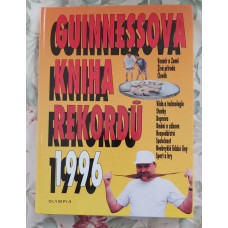 GUINNESSOVA
KNIHA
REKORDŮ
1996
Vesmír a Země
Živá příroda
Člověk
Věda a technologie
Stavby
Doprava
Umění a zábava
Hospodářství
Společnost
Neobvyklé lidské činy
Sport a hry
OLYMPIA